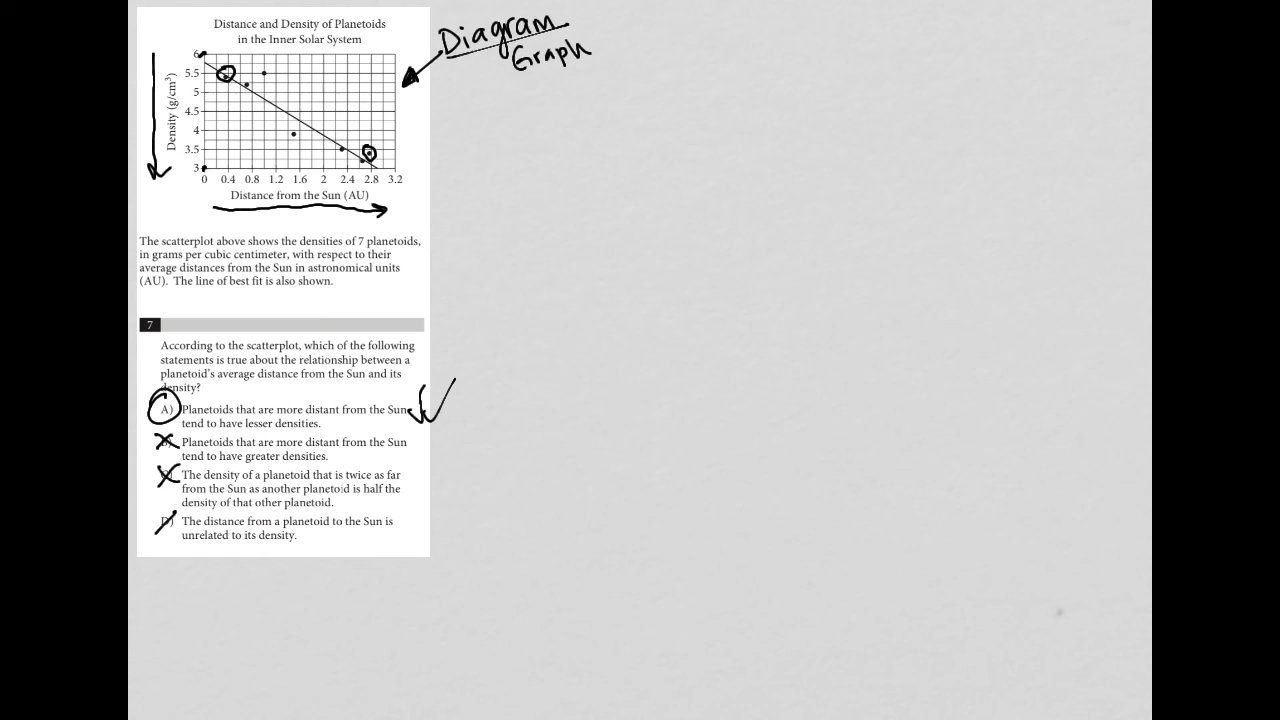 Distance and Density of Planetoids
in the Inner Solar System
Diagram
Graph
6
5.5
5
4.5
4
3.5
3
Density (g/cm³)
0 0.4 0.8 1.2 1.6 2 2.4 2.8 3.2
Distance from the Sun (AU)
The scatterplot above shows the densities of 7 planetoids,
in grams per cubic centimeter, with respect to their
average distances from the Sun in astronomical units
(AU). The line of best fit is also shown.
7
According to the scatterplot, which of the following
statements is true about the relationship between a
planetoid's average distance from the Sun and its
density?
A) Planetoids that are more distant from the Sun
tend to have lesser densities.
B) Planetoids that are more distant from the Sun
tend to have greater densities.
C) The density of a planetoid that is twice as far
from the Sun as another planetoid is half the
density of that other planetoid.
D) The distance from a planetoid to the Sun is
unrelated to its density.